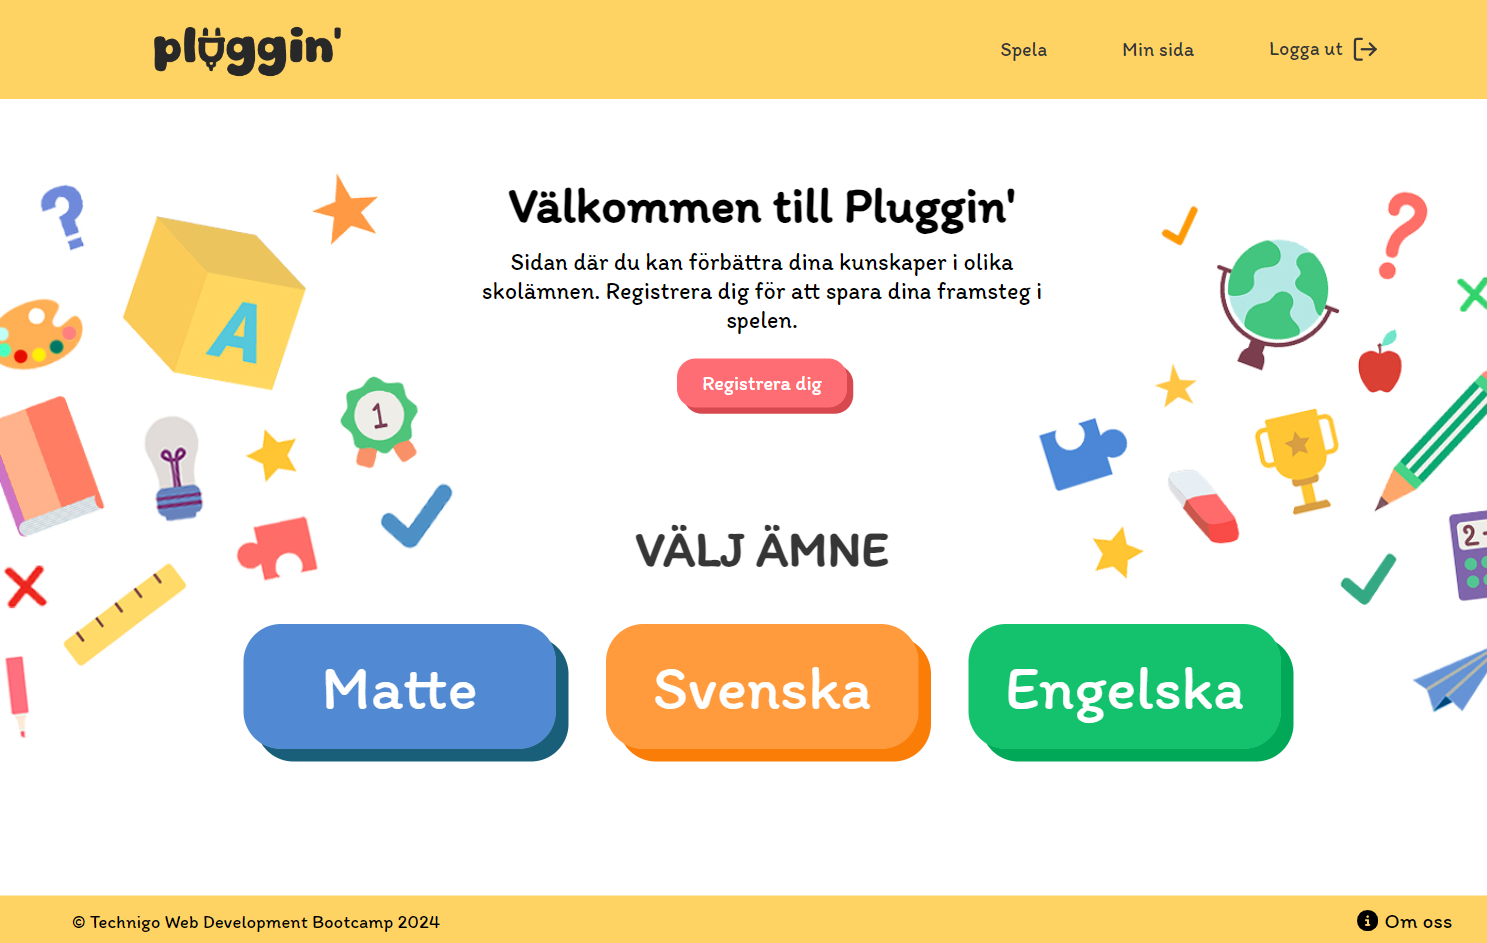 pluggin'
Spela
Min sida
Logga ut
Välkommen till Pluggin'
Sidan där du kan förbättra dina kunskaper i olika
skolämnen. Registrera dig för att spara dina framsteg i
spelen.
Registrera dig
A
1
2-
VÄLJ ÄMNE
Matte
Svenska
Engelska
© Technigo Web Development Bootcamp 2024
Om oss